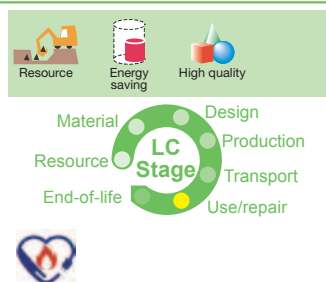 Resource
Energy
saving
High quality
Material
Design
Production
Resource
LC
Stage
Transport
End-of-life
Use/repair